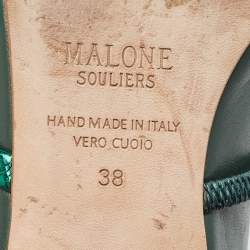 MALONE
SOULIERS
HAND MADE IN ITALY
VERO CUOIO
38